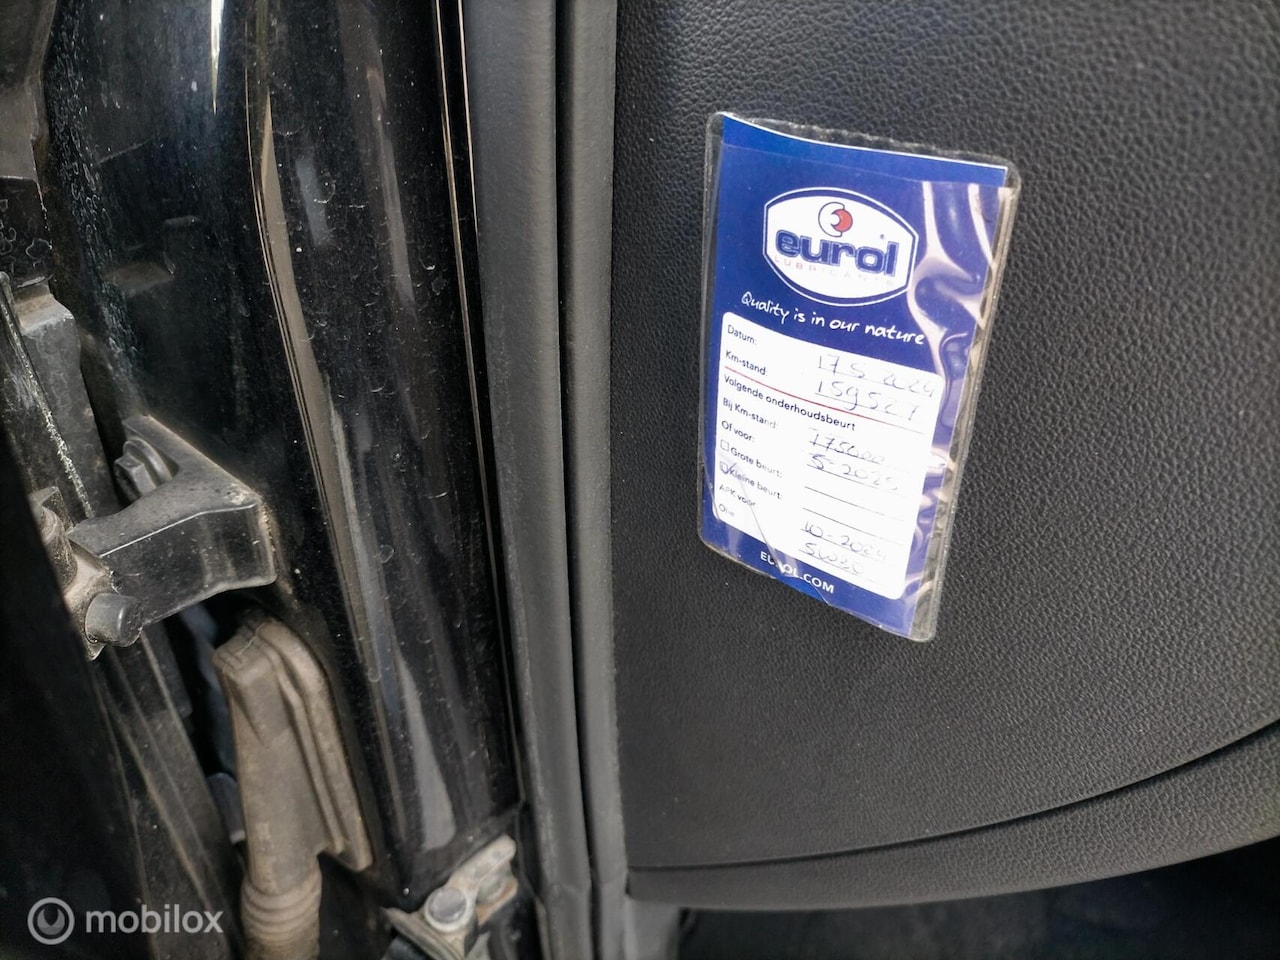 eurol
LUBRICANTS
Quality is in our nature
Datum: 17 5 2024
Km-stand 159527
Volgende onderhoudsbeurt
Bij Km-stand: 175000
Of voor: 5-2025
Grote beurt:
Kleine beurt:
APK voor 10-2024
Olie
EUROL.COM
mobilox